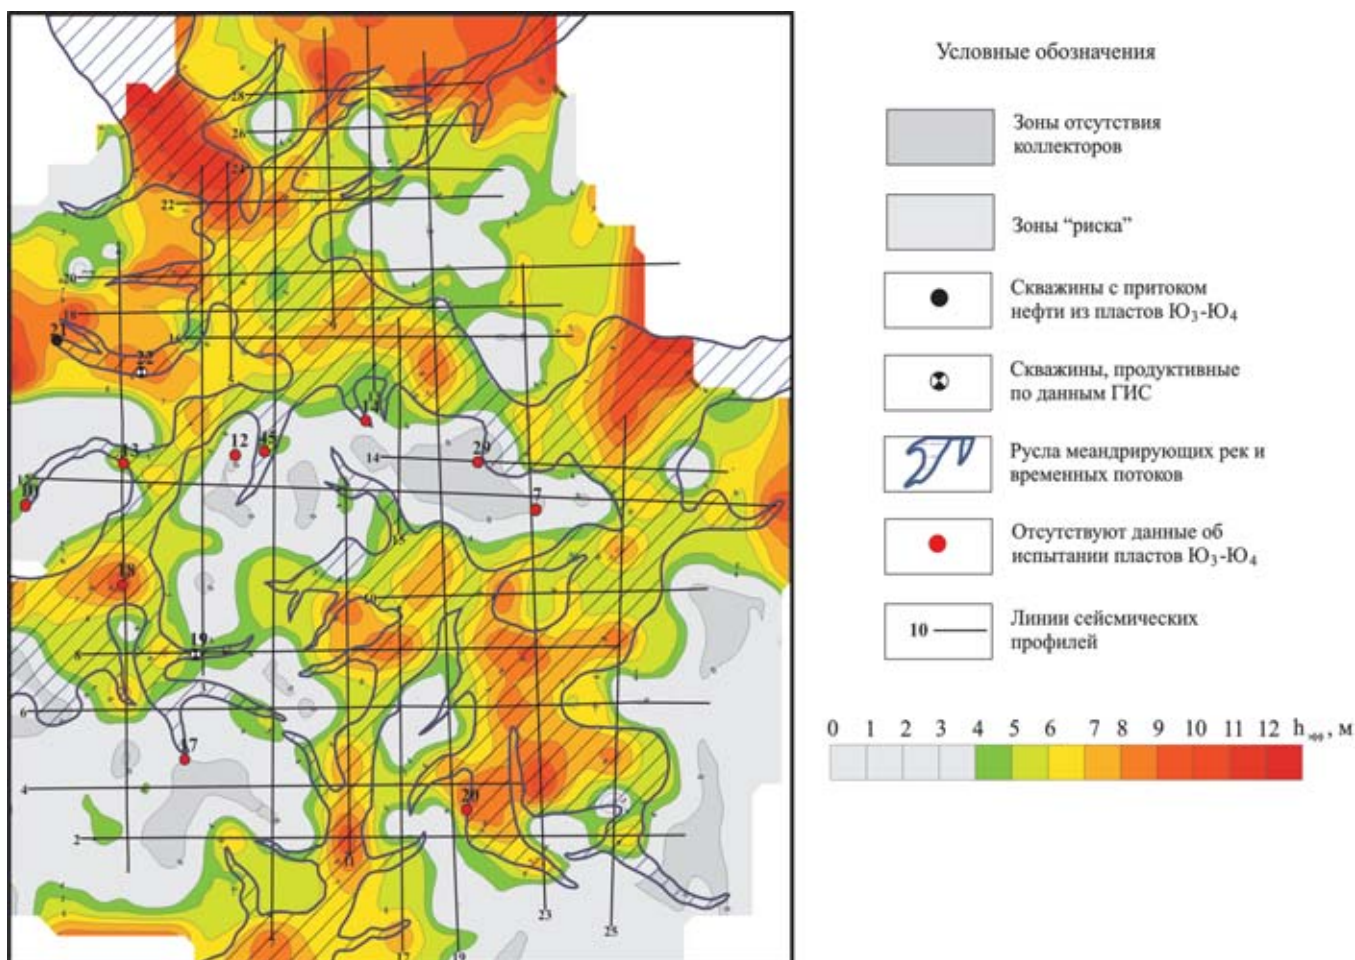 Условные обозначения
Зоны отсутствия
коллекторов
Зоны “риска”
Скважины с притоком
нефти из пластов Ю₃-Ю₄
Скважины, продуктивные
по данным ГИС
Русла меандрирующих рек и
временных потоков
Отсутствуют данные об
испытании пластов Ю₃-Ю₄
10
Линии сейсмических
профилей
0 1 2 3 4 5 6 7 8 9 10 11 12 hэфф, м
28
26
24
22
20
18
21
16
22
14
13
12
45
14
29
10
7
15
18
10
19
8
6
17
4
20
2
11
23
25
17
19